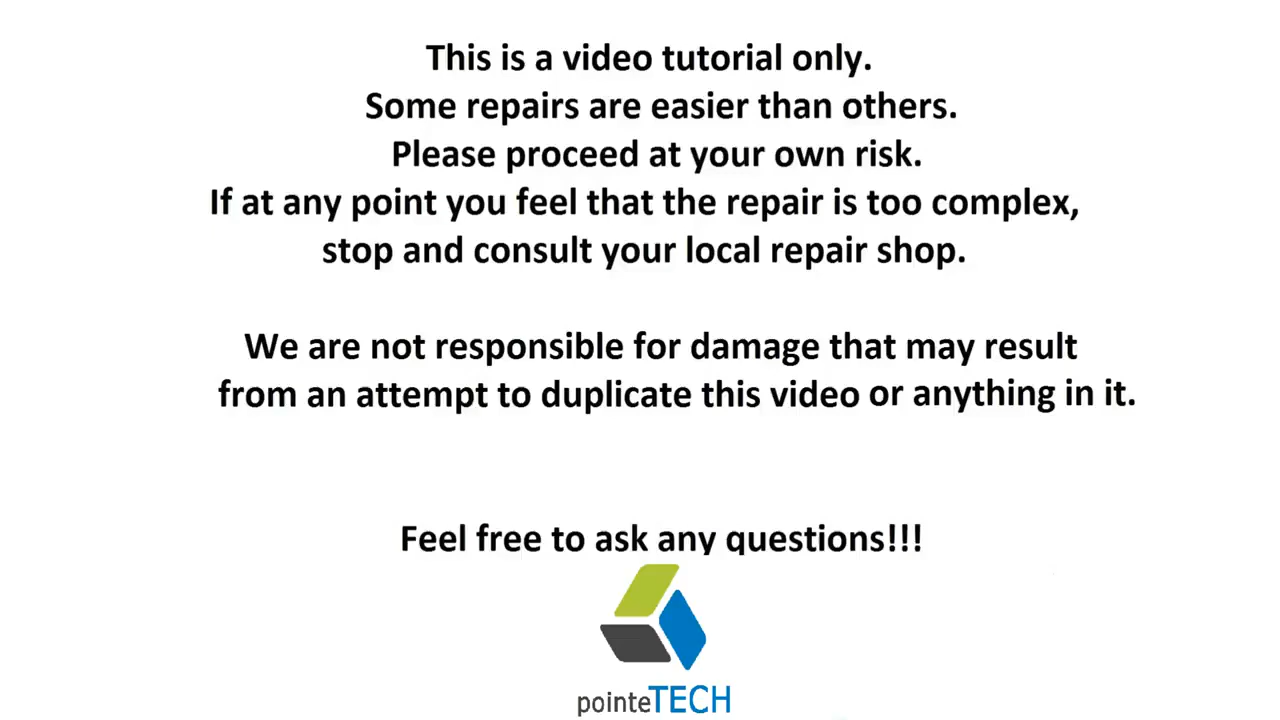 This is a video tutorial only.
Some repairs are easier than others.
Please proceed at your own risk.
If at any point you feel that the repair is too complex,
stop and consult your local repair shop.
We are not responsible for damage that may result
from an attempt to duplicate this video or anything in it.
Feel free to ask any questions!!!
pointeTECH